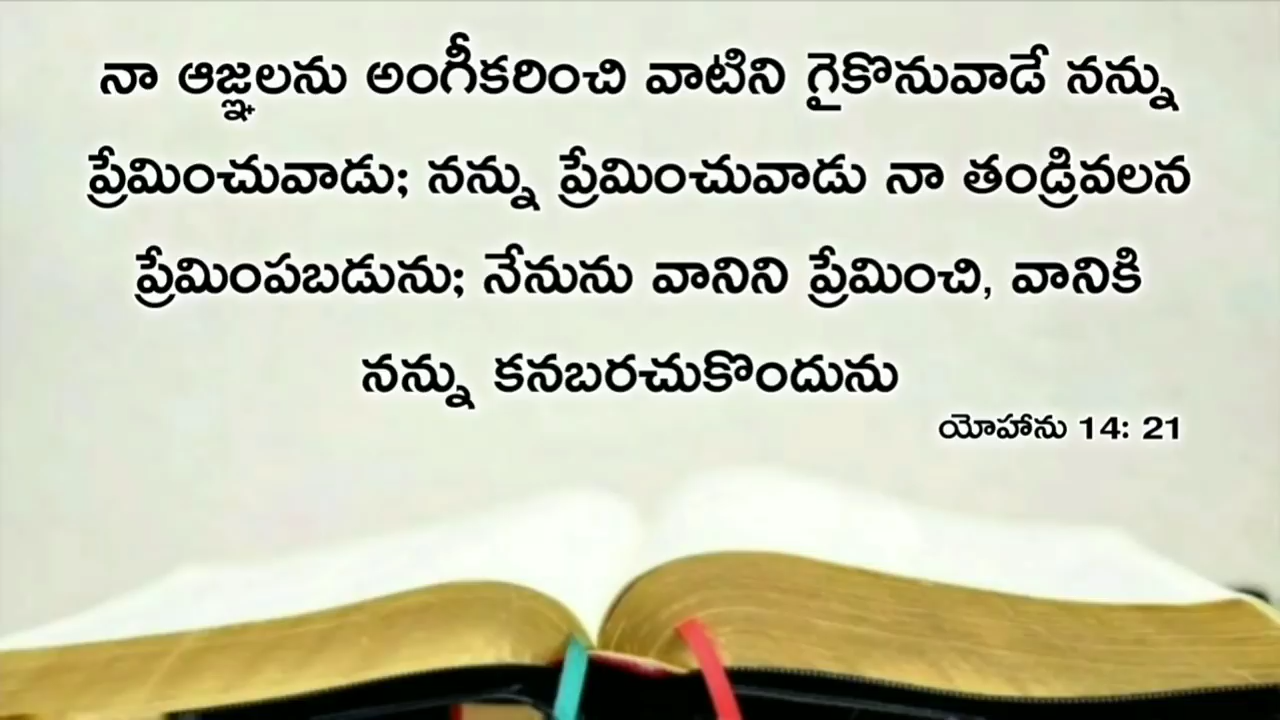 నా ఆజ్ఞలను అంగీకరించి వాటిని గైకొనువాడే నన్ను
ప్రేమించువాడు; నన్ను ప్రేమించువాడు నా తండ్రివలన
ప్రేమింపబడును; నేనును వానిని ప్రేమించి, వానికి
నన్ను కనబరచుకొందును
యోహాను 14: 21